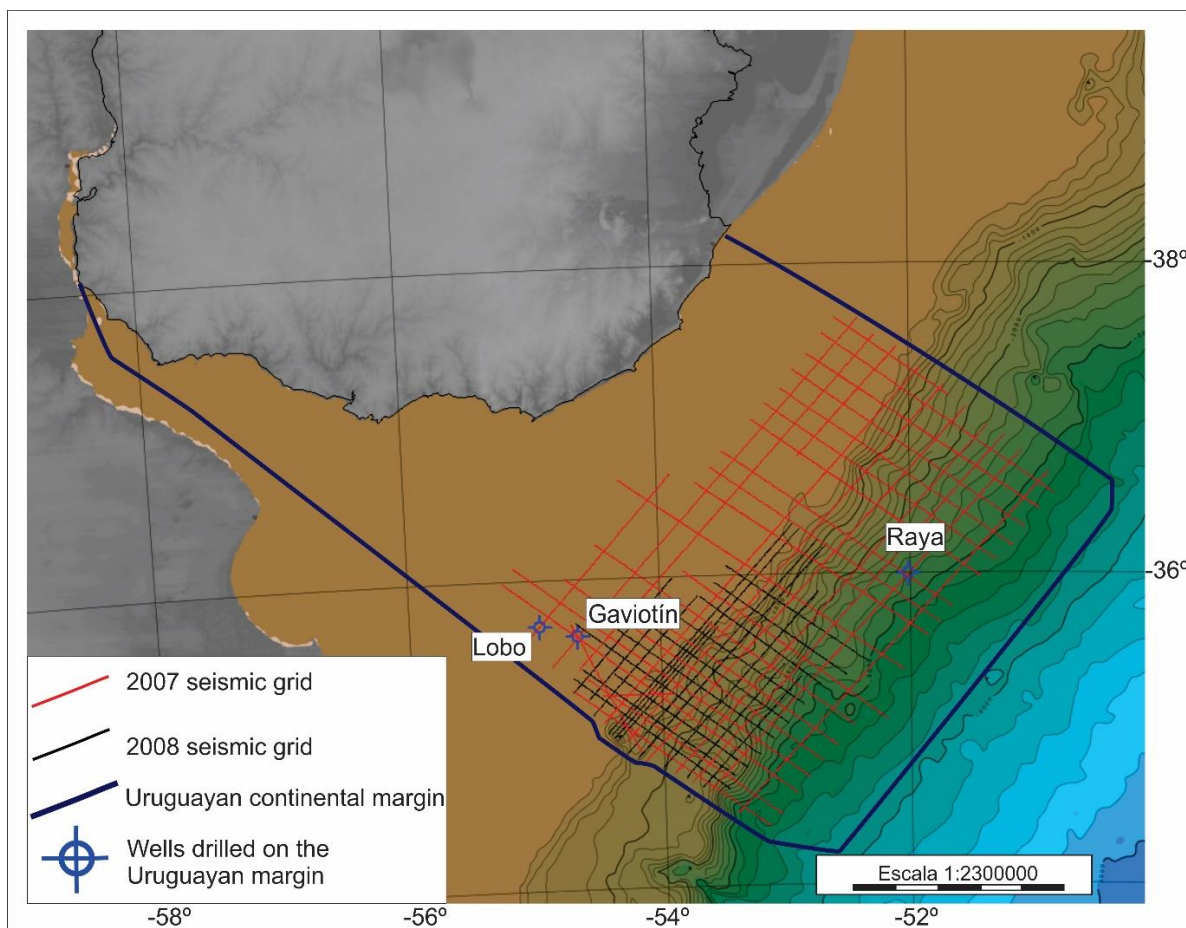 -38º
Raya
-36º
Gaviotín
Lobo
2007 seismic grid
2008 seismic grid
Uruguayan continental margin
Wells drilled on the
Uruguayan margin
Escala 1:2300000
-58º
-56º
-54º
-52º